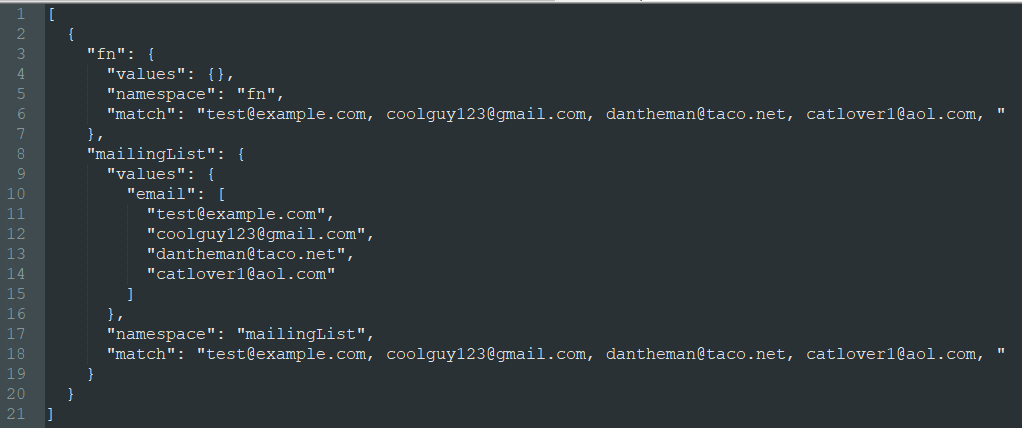 1 [
2   {
3     "fn": {
4       "values": {},
5       "namespace": "fn",
6       "match": "test@example.com, coolguy123@gmail.com, dantheman@taco.net, catlover1@aol.com, "
7     },
8     "mailingList": {
9       "values": {
10         "email": [
11           "test@example.com",
12           "coolguy123@gmail.com",
13           "dantheman@taco.net",
14           "catlover1@aol.com"
15         ]
16       },
17       "namespace": "mailingList",
18       "match": "test@example.com, coolguy123@gmail.com, dantheman@taco.net, catlover1@aol.com, "
19     }
20   }
21 ]